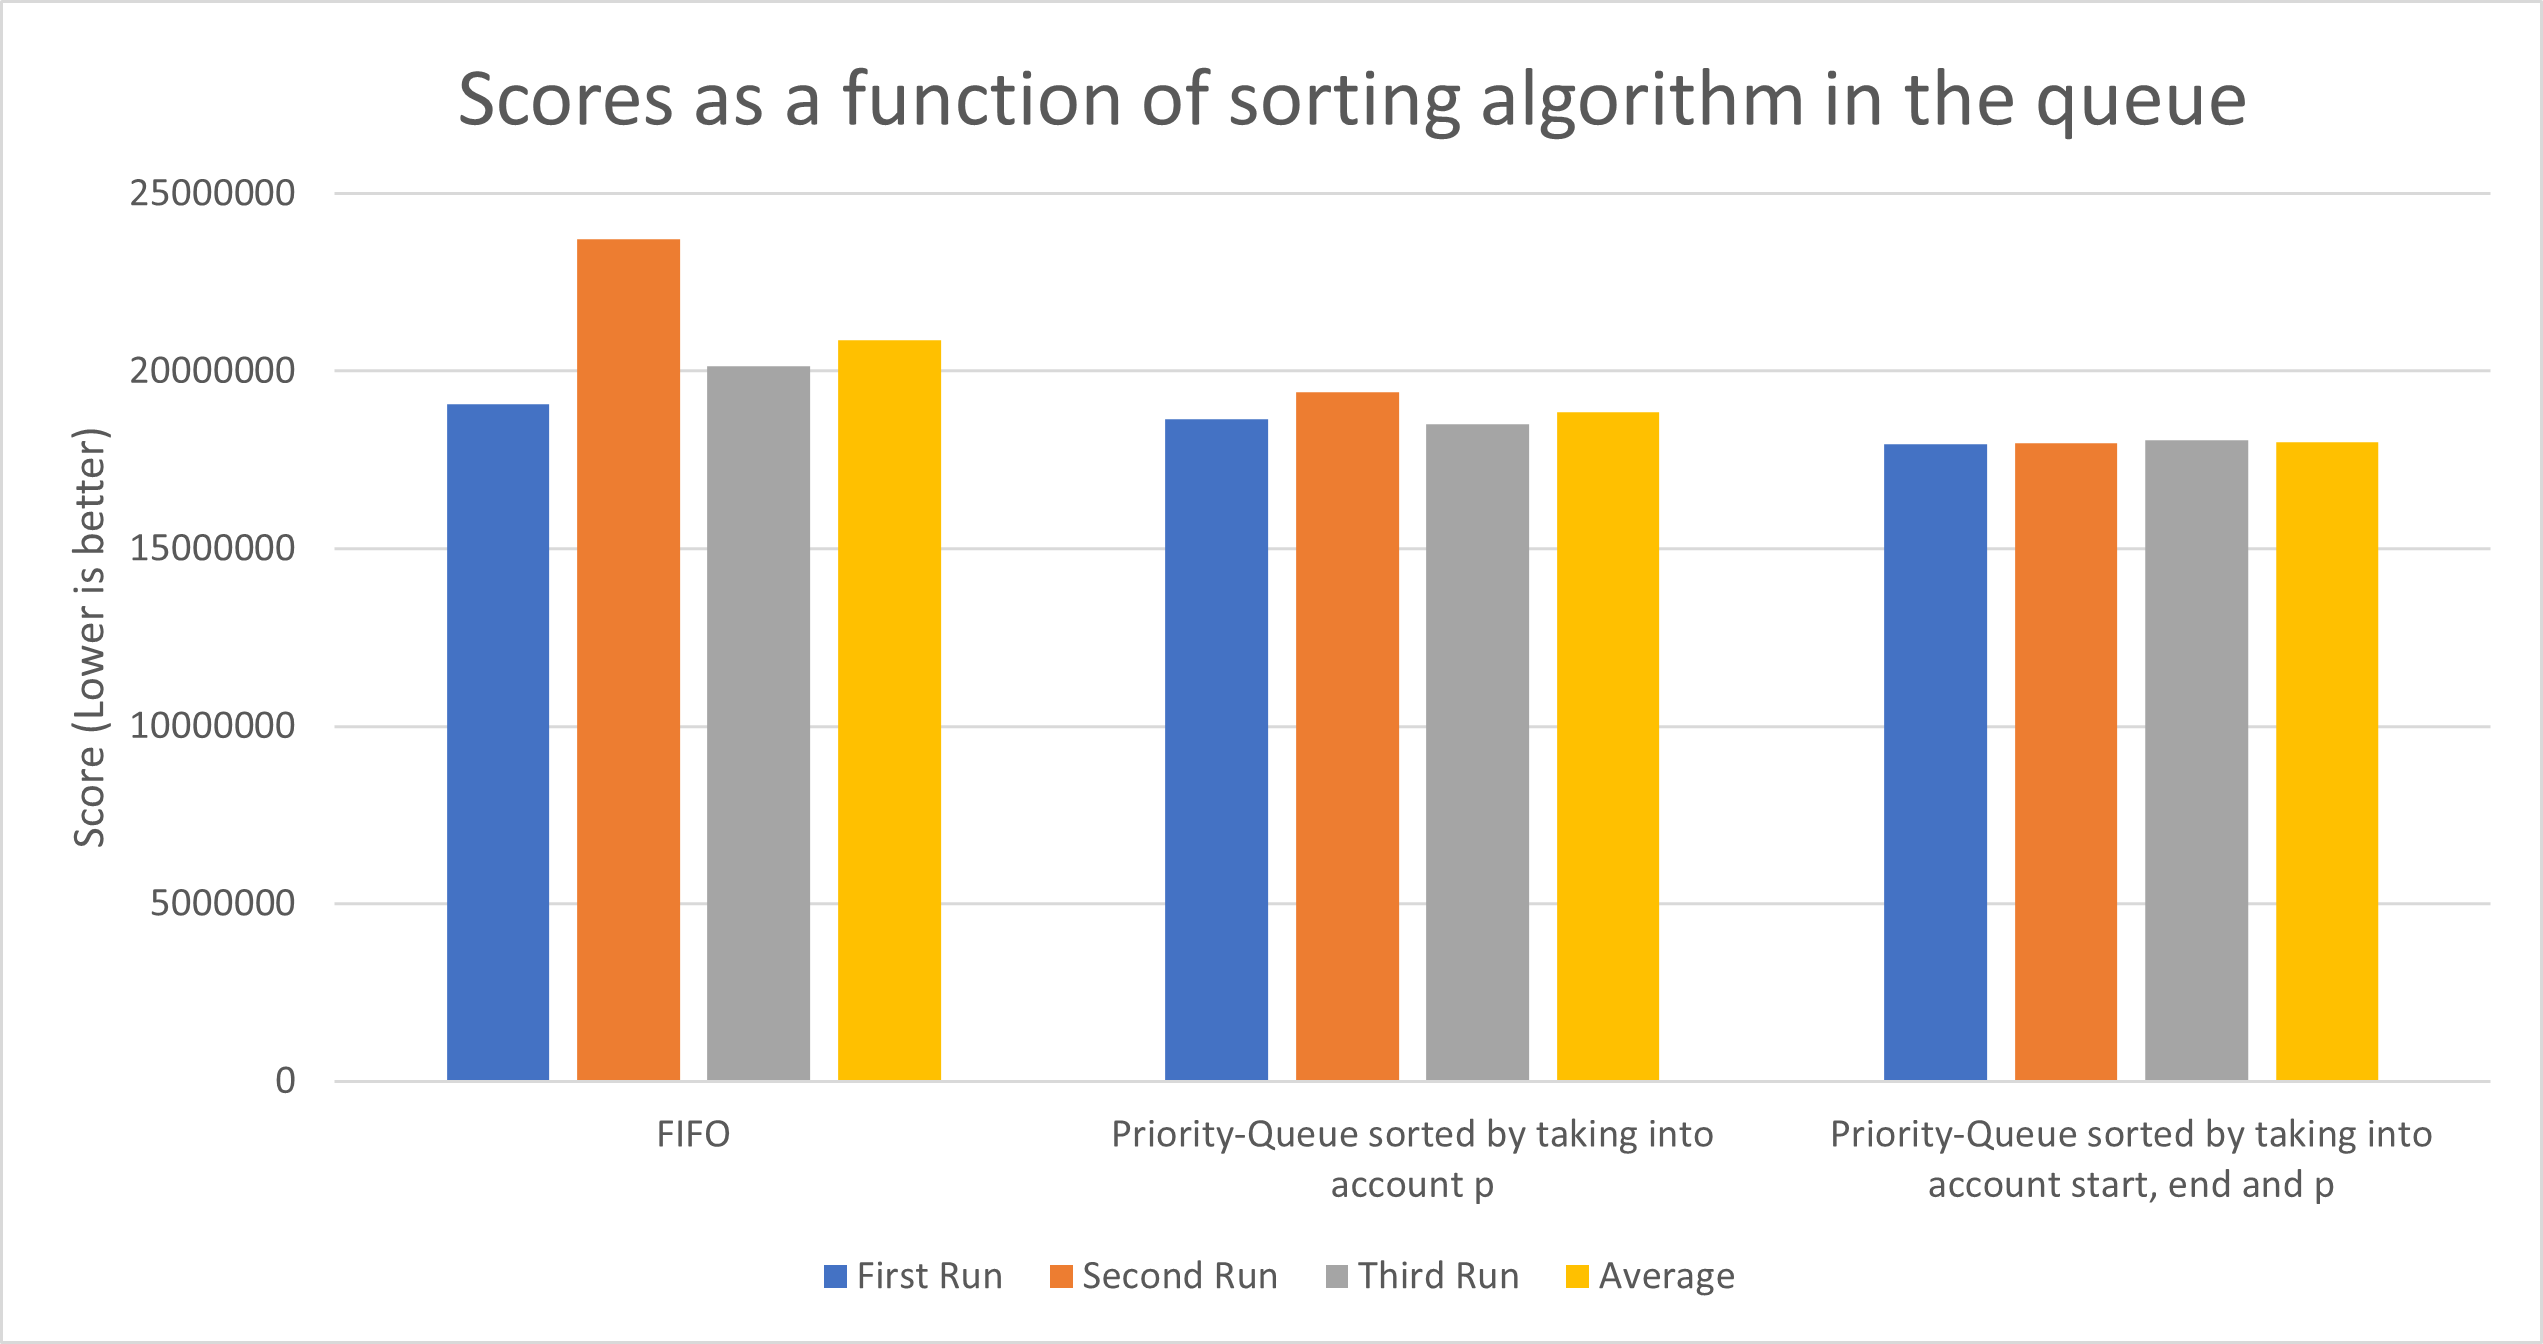 Scores as a function of sorting algorithm in the queue
Score (Lower is better)
25000000
20000000
15000000
10000000
5000000
0
FIFO
Priority-Queue sorted by taking into
account p
Priority-Queue sorted by taking into
account start, end and p
First Run
Second Run
Third Run
Average